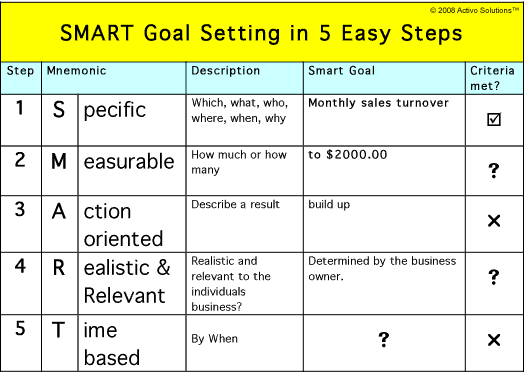 © 2008 Activo Solutions™
SMART Goal Setting in 5 Easy Steps
Step Mnemonic Description Smart Goal Criteria
met?
1 S pecific Which, what, who, Monthly sales turnover ☑
where, when, why
2 M easurable How much or how to $2000.00 ?
many
3 A ction Describe a result build up ×
oriented
4 R ealistic & Realistic and Determined by the business ?
Relevant relevant to the owner.
individuals
business?
5 T ime By When ? ×
based